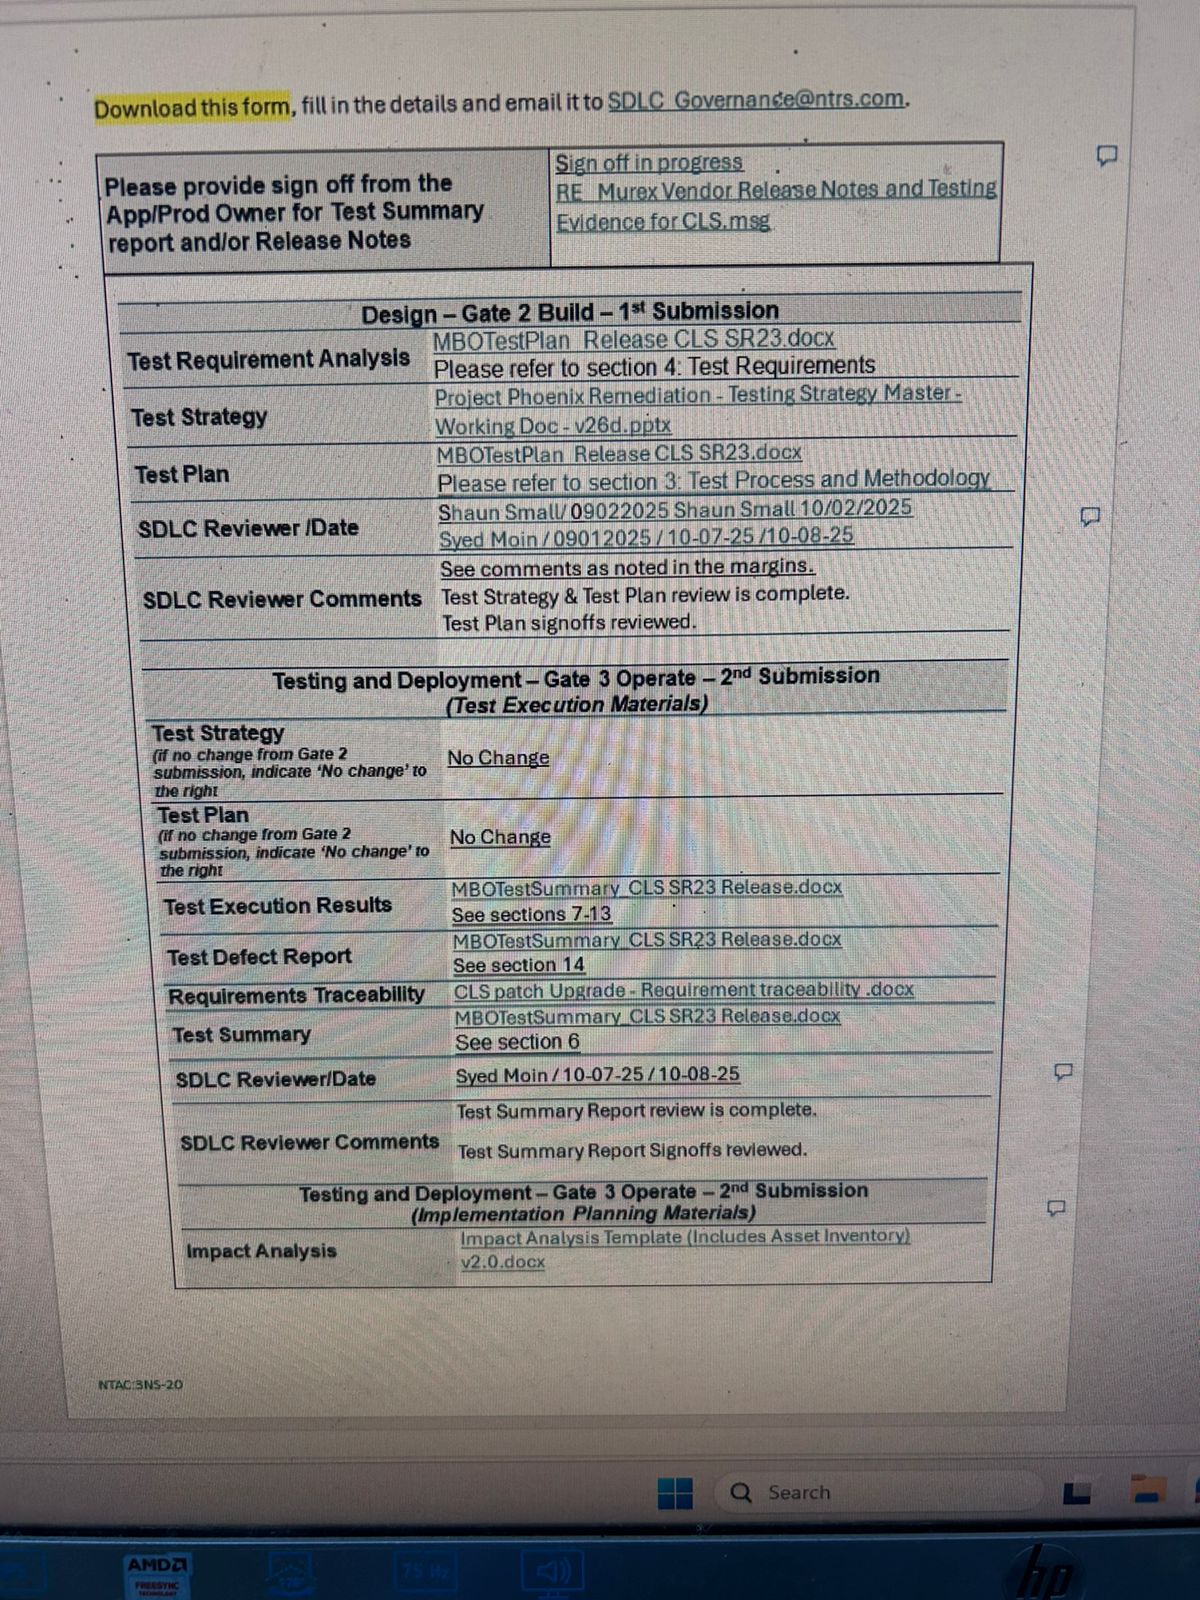 Download this form, fill in the details and email it to SDLC_Governance@ntrs.com.
Please provide sign off from the
App/Prod Owner for Test Summary
report and/or Release Notes
Sign off in progress
RE_ Murex Vendor Release Notes and Testing
Evidence for CLS.msg
Design – Gate 2 Build – 1st Submission
Test Requirement Analysis
MBOTestPlan_Release CLS SR23.docx
Please refer to section 4: Test Requirements
Test Strategy
Project Phoenix Remediation - Testing Strategy Master -
Working Doc - v26d.pptx
Test Plan
MBOTestPlan_Release CLS SR23.docx
Please refer to section 3: Test Process and Methodology
SDLC Reviewer /Date
Shaun Small/ 09022025 Shaun Small 10/02/2025
Syed Moin / 09012025 / 10-07-25 /10-08-25
SDLC Reviewer Comments
See comments as noted in the margins.
Test Strategy & Test Plan review is complete.
Test Plan signoffs reviewed.
Testing and Deployment – Gate 3 Operate – 2nd Submission
(Test Execution Materials)
Test Strategy
(if no change from Gate 2
submission, indicate 'No change' to
the right
No Change
Test Plan
(if no change from Gate 2
submission, indicate 'No change' to
the right
No Change
Test Execution Results
MBOTestSummary_CLS SR23 Release.docx
See sections 7-13
Test Defect Report
MBOTestSummary_CLS SR23 Release.docx
See section 14
Requirements Traceability
CLS patch Upgrade - Requirement traceability .docx
Test Summary
MBOTestSummary_CLS SR23 Release.docx
See section 6
SDLC Reviewer/Date
Syed Moin / 10-07-25 / 10-08-25
SDLC Reviewer Comments
Test Summary Report review is complete.
Test Summary Report Signoffs reviewed.
Testing and Deployment – Gate 3 Operate – 2nd Submission
(Implementation Planning Materials)
Impact Analysis
Impact Analysis Template (Includes Asset Inventory)
v2.0.docx
NTAC:3NS-20
Search
AMD
FREESYNC
75 Hz
hp